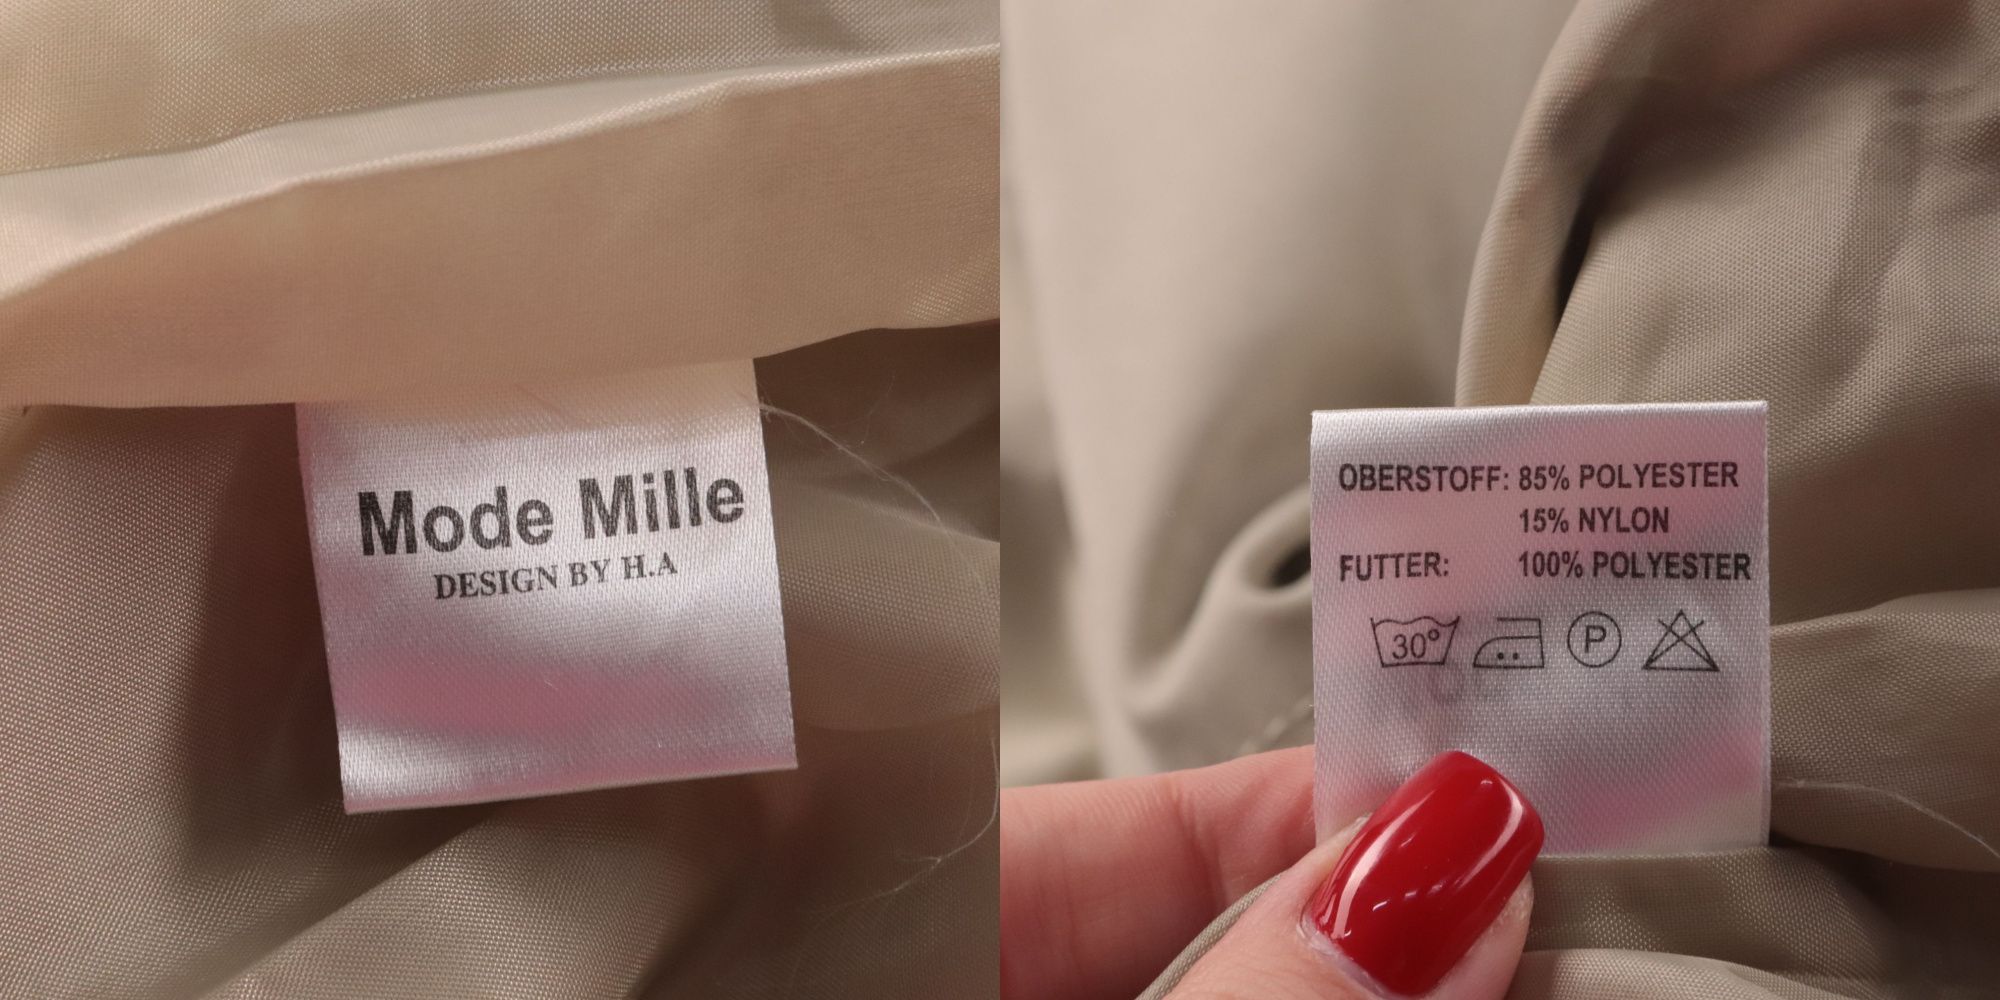 Mode Mille
DESIGN BY H.A
OBERSTOFF: 85% POLYESTER
15% NYLON
FUTTER: 100% POLYESTER
30° P